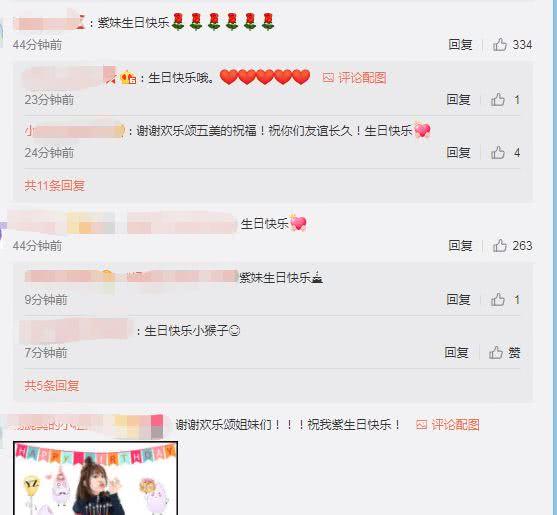 ：紫妹生日快乐
44分钟前 回复 334
：生日快乐哦。 评论配图
23分钟前 回复 1
小 ：谢谢欢乐颂五美的祝福！祝你们友谊长久！生日快乐
24分钟前 回复 4
共11条回复
生日快乐
44分钟前 回复 263
紫妹生日快乐
9分钟前 回复 1
：生日快乐小猴子
7分钟前 回复 赞
共5条回复
的小 谢谢欢乐颂姐妹们！！！祝我紫生日快乐！ 评论配图
HAPPY BIRTHDAY
YZ